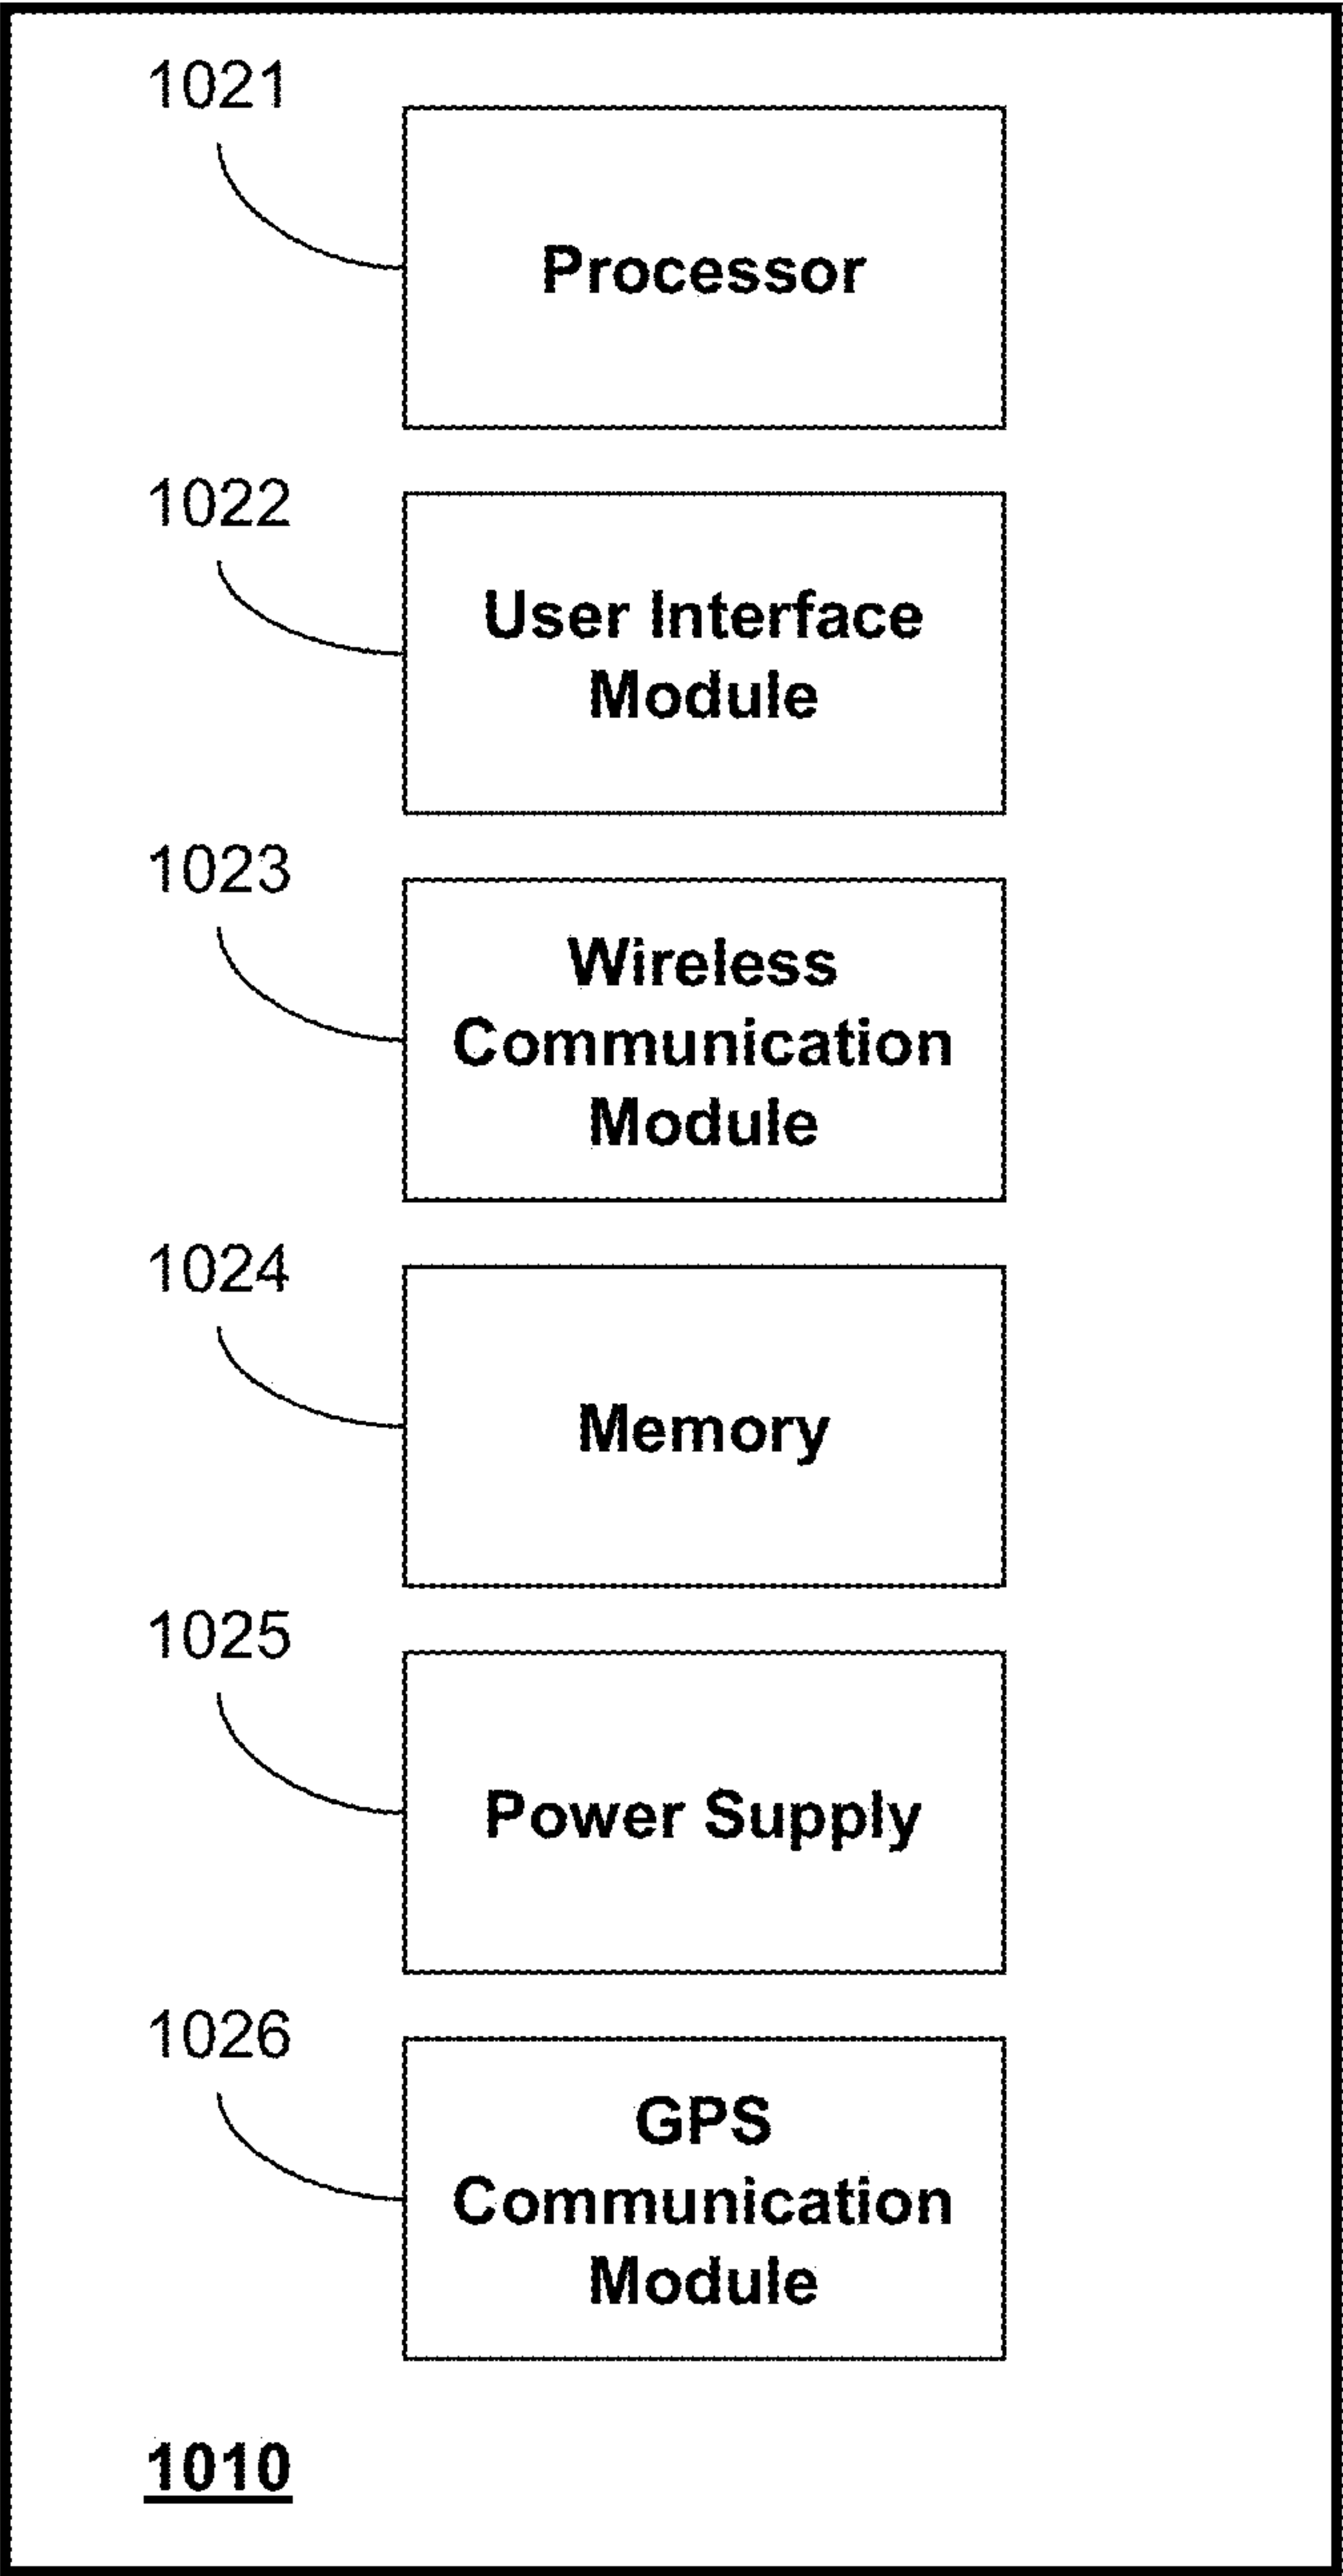 1021
Processor
1022
User Interface
Module
1023
Wireless
Communication
Module
1024
Memory
1025
Power Supply
1026
GPS
Communication
Module
1010